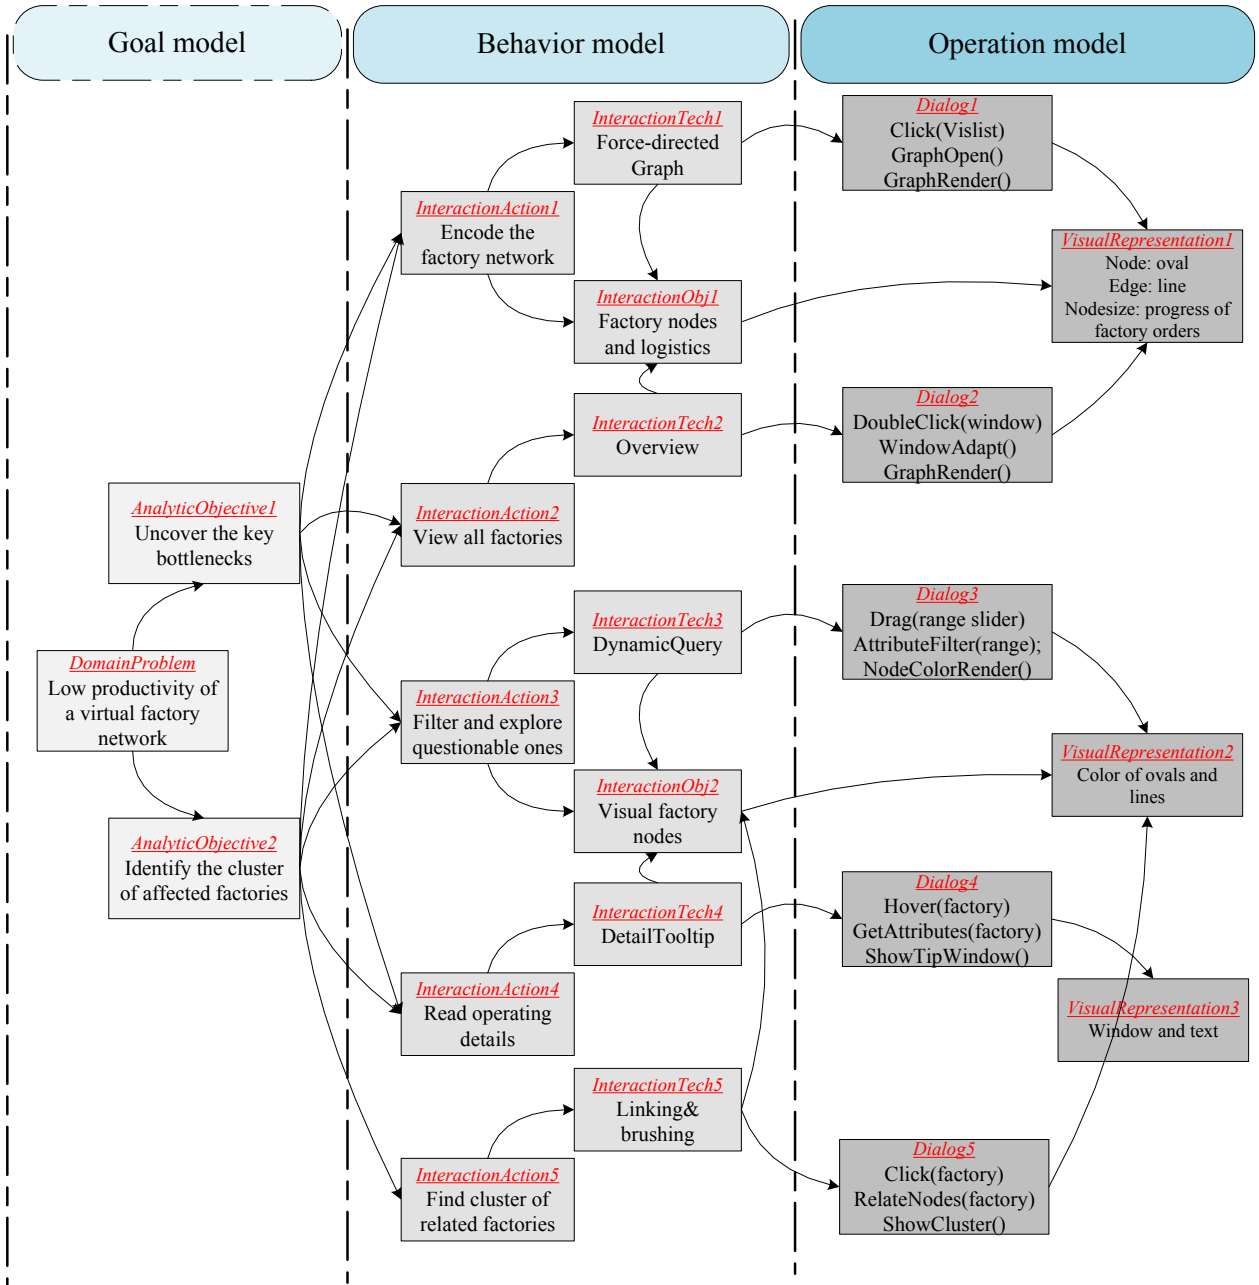 Goal model
Behavior model
Operation model
DomainProblem
Low productivity of
a virtual factory
network
AnalyticObjective1
Uncover the key
bottlenecks
AnalyticObjective2
Identify the cluster
of affected factories
InteractionAction1
Encode the
factory network
InteractionAction2
View all factories
InteractionAction3
Filter and explore
questionable ones
InteractionAction4
Read operating
details
InteractionAction5
Find cluster of
related factories
InteractionTech1
Force-directed
Graph
InteractionObj1
Factory nodes
and logistics
InteractionTech2
Overview
InteractionTech3
DynamicQuery
InteractionObj2
Visual factory
nodes
InteractionTech4
DetailTooltip
InteractionTech5
Linking&
brushing
Dialog1
Click(Vislist)
GraphOpen()
GraphRender()
Dialog2
DoubleClick(window)
WindowAdapt()
GraphRender()
Dialog3
Drag(range slider)
AttributeFilter(range);
NodeColorRender()
Dialog4
Hover(factory)
GetAttributes(factory)
ShowTipWindow()
Dialog5
Click(factory)
RelateNodes(factory)
ShowCluster()
VisualRepresentation1
Node: oval
Edge: line
Nodesize: progress of
factory orders
VisualRepresentation2
Color of ovals and
lines
VisualRepresentation3
Window and text